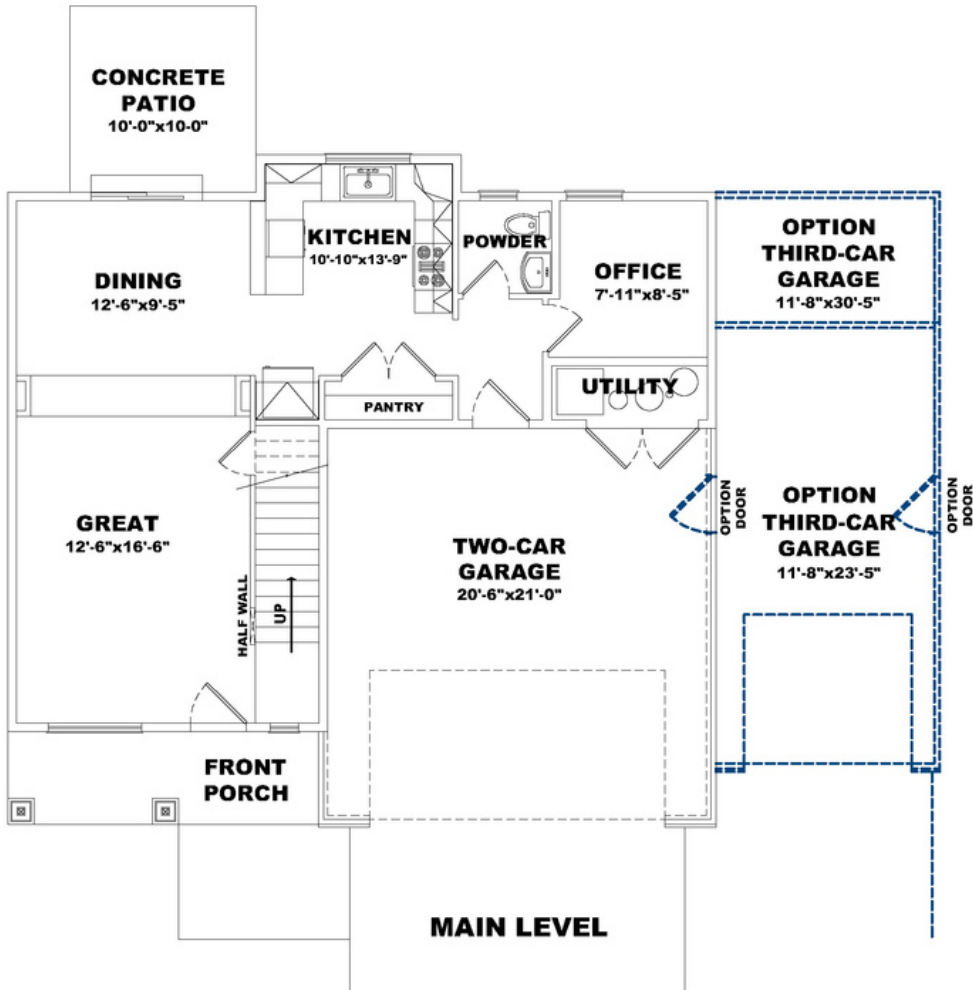 CONCRETE
PATIO
10'-0"x10-0"
KITCHEN
10'-10"x13'-9"
POWDER
DINING
12'-6"x9'-5"
OFFICE
7'-11"x8'-5"
OPTION
THIRD-CAR
GARAGE
11'-8"x30'-5"
UTILITY
PANTRY
GREAT
12'-6"x16'-6"
HALF WALL
UP
TWO-CAR
GARAGE
20'-6"x21'-0"
OPTION
DOOR
OPTION
THIRD-CAR
GARAGE
11'-8"x23'-5"
OPTION
DOOR
FRONT
PORCH
MAIN LEVEL